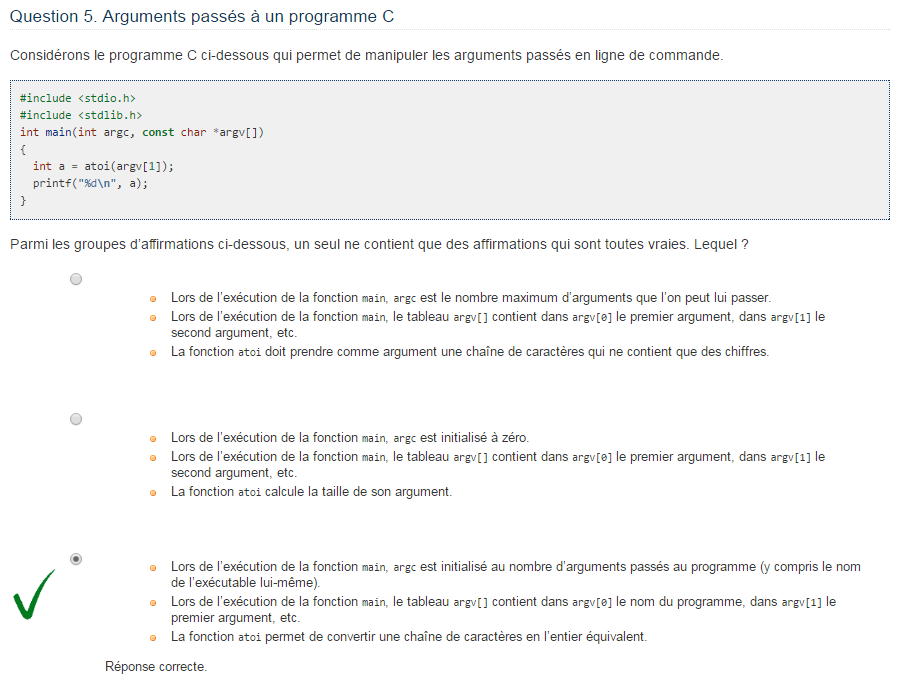 Question 5. Arguments passés à un programme C
Considérons le programme C ci-dessous qui permet de manipuler les arguments passés en ligne de commande.
#include <stdio.h>
#include <stdlib.h>
int main(int argc, const char *argv[])
{
  int a = atoi(argv[1]);
  printf("%d\n", a);
}
Parmi les groupes d'affirmations ci-dessous, un seul ne contient que des affirmations qui sont toutes vraies. Lequel ?
Lors de l'exécution de la fonction main, argc est le nombre maximum d'arguments que l'on peut lui passer.
Lors de l'exécution de la fonction main, le tableau argv[] contient dans argv[0] le premier argument, dans argv[1] le
second argument, etc.
La fonction atoi doit prendre comme argument une chaîne de caractères qui ne contient que des chiffres.
Lors de l'exécution de la fonction main, argc est initialisé à zéro.
Lors de l'exécution de la fonction main, le tableau argv[] contient dans argv[0] le premier argument, dans argv[1] le
second argument, etc.
La fonction atoi calcule la taille de son argument.
Lors de l'exécution de la fonction main, argc est initialisé au nombre d'arguments passés au programme (y compris le nom
de l'exécutable lui-même).
Lors de l'exécution de la fonction main, le tableau argv[] contient dans argv[0] le nom du programme, dans argv[1] le
premier argument, etc.
La fonction atoi permet de convertir une chaîne de caractères en l'entier équivalent.
Réponse correcte.